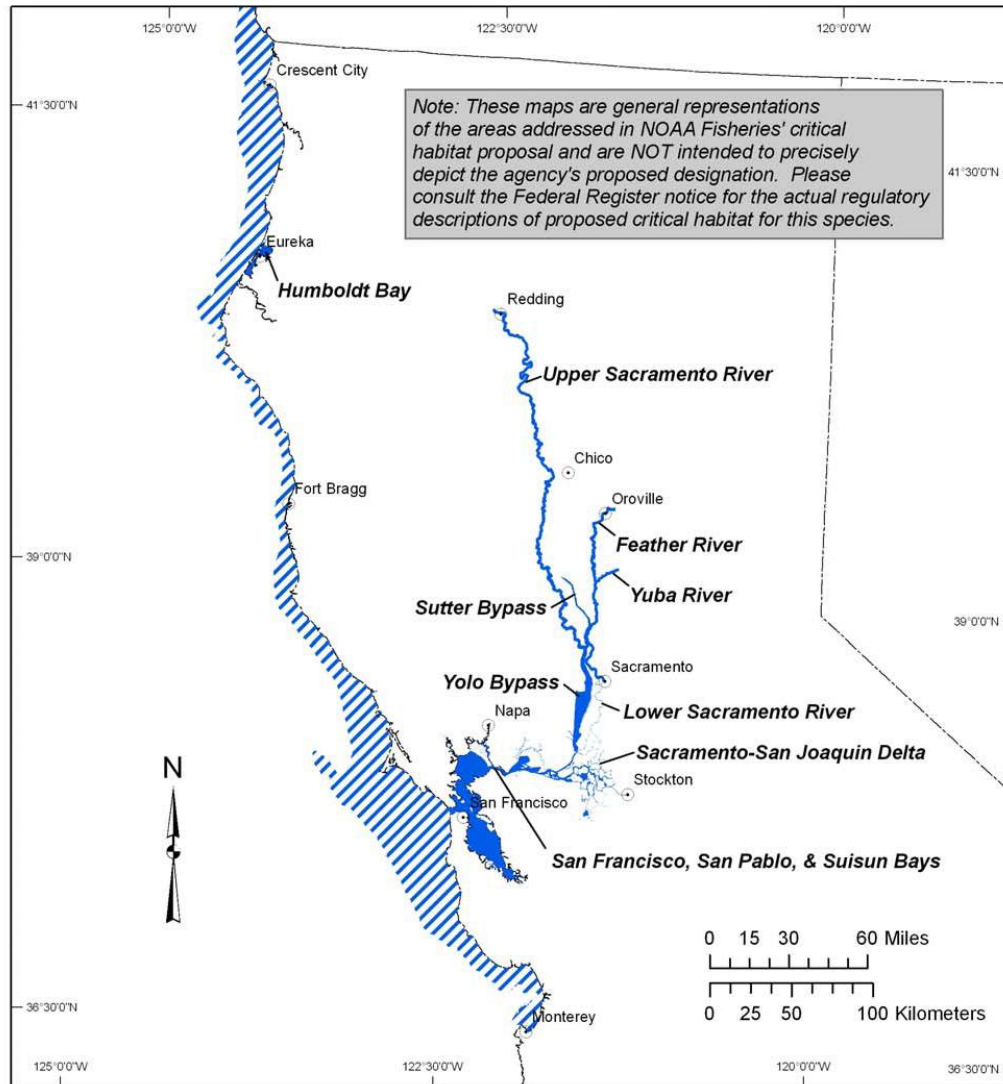 125°0'0"W
122°30'0"W
120°0'0"W
Crescent City
41°30'0"N
Note: These maps are general representations
of the areas addressed in NOAA Fisheries' critical
habitat proposal and are NOT intended to precisely
depict the agency's proposed designation. Please
consult the Federal Register notice for the actual regulatory
descriptions of proposed critical habitat for this species.
41°30'0"N
Eureka
Humboldt Bay
Redding
Upper Sacramento River
Chico
Fort Bragg
Oroville
Feather River
39°0'0"N
Yuba River
Sutter Bypass
39°0'0"N
Sacramento
Yolo Bypass
Napa
Lower Sacramento River
Sacramento-San Joaquin Delta
N
Stockton
San Francisco
San Francisco, San Pablo, & Suisun Bays
0 15 30 60 Miles
0 25 50 100 Kilometers
36°30'0"N
Monterey
125°0'0"W
122°30'0"W
120°0'0"W
36°30'0"N